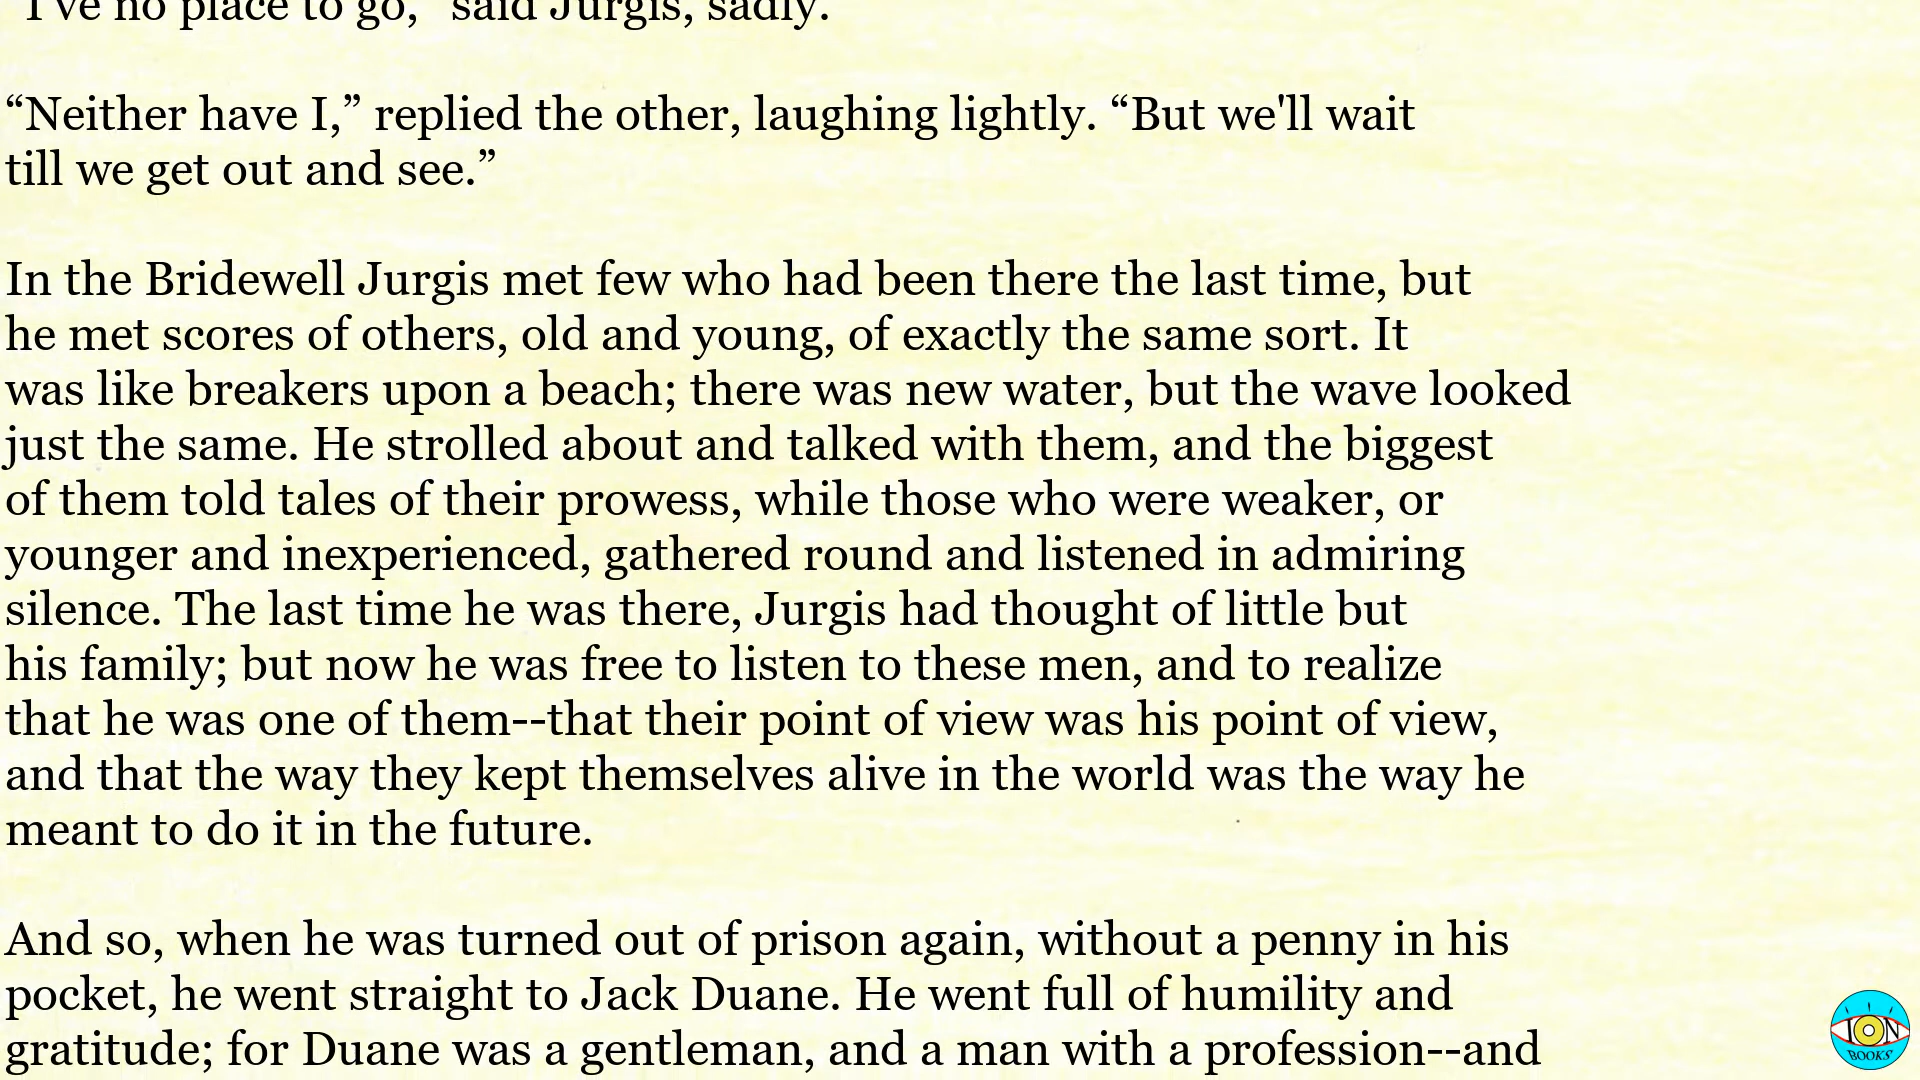 “I've no place to go,” said Jurgis, sadly.
“Neither have I,” replied the other, laughing lightly. “But we'll wait
till we get out and see.”
In the Bridewell Jurgis met few who had been there the last time, but
he met scores of others, old and young, of exactly the same sort. It
was like breakers upon a beach; there was new water, but the wave looked
just the same. He strolled about and talked with them, and the biggest
of them told tales of their prowess, while those who were weaker, or
younger and inexperienced, gathered round and listened in admiring
silence. The last time he was there, Jurgis had thought of little but
his family; but now he was free to listen to these men, and to realize
that he was one of them--that their point of view was his point of view,
and that the way they kept themselves alive in the world was the way he
meant to do it in the future.
And so, when he was turned out of prison again, without a penny in his
pocket, he went straight to Jack Duane. He went full of humility and
gratitude; for Duane was a gentleman, and a man with a profession--and
ION
BOOKS